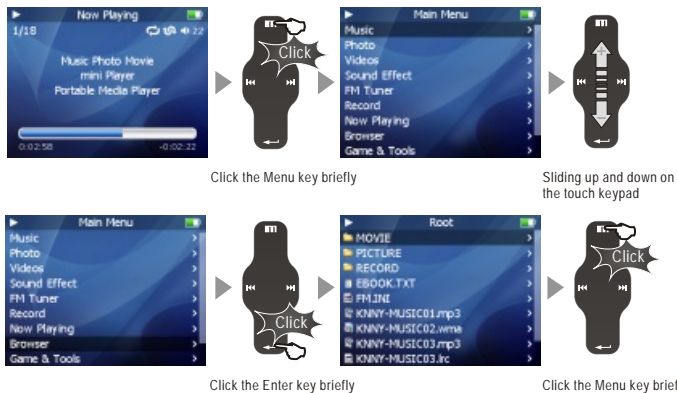 Now Playing
1/18
22
Music Photo Movie
mini Player
Portable Media Player
0:02:58
-0:02:22
Click
Main Menu
Music
Photo
Videos
Sound Effect
FM Tuner
Record
Now Playing
Browser
Game & Tools
Click the Menu key briefly
Sliding up and down on
the touch keypad
Main Menu
Music
Photo
Videos
Sound Effect
FM Tuner
Record
Now Playing
Browser
Game & Tools
Click
Root
MOVIE
PICTURE
RECORD
EBOOK.TXT
FM.INI
KNNY-MUSIC01.mp3
KNNY-MUSIC02.wma
KNNY-MUSIC03.mp3
KNNY-MUSIC03.lrc
Click
Click the Enter key briefly
Click the Menu key brief